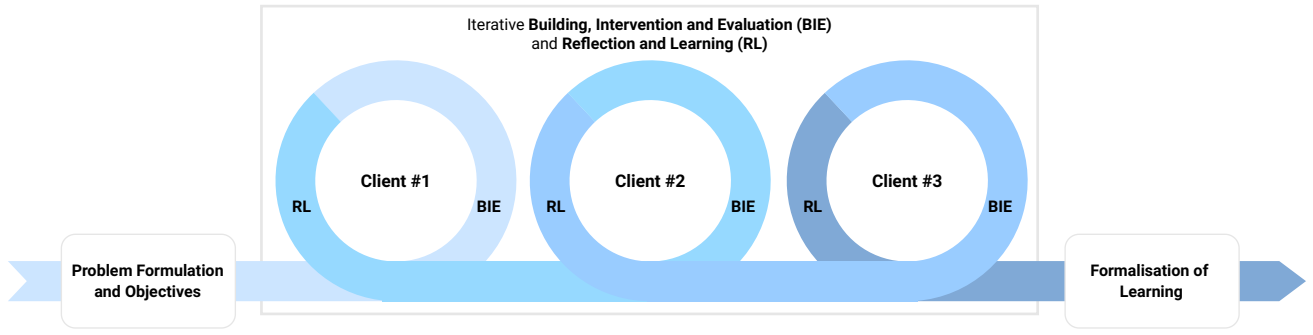 Iterative Building, Intervention and Evaluation (BIE)
and Reflection and Learning (RL)
Client #1
Client #2
Client #3
RL
BIE
RL
BIE
RL
BIE
Problem Formulation
and Objectives
Formalisation of
Learning